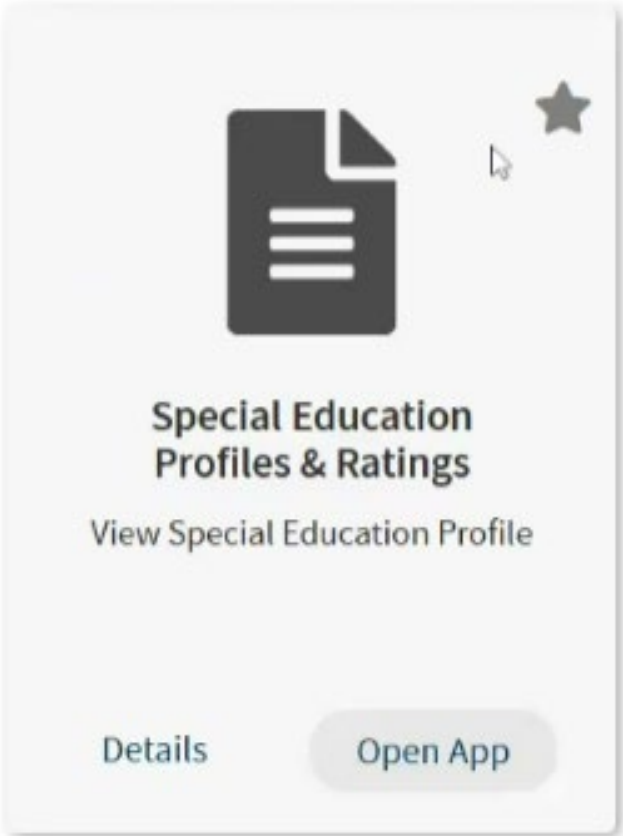 Special Education
Profiles & Ratings
View Special Education Profile
Details
Open App